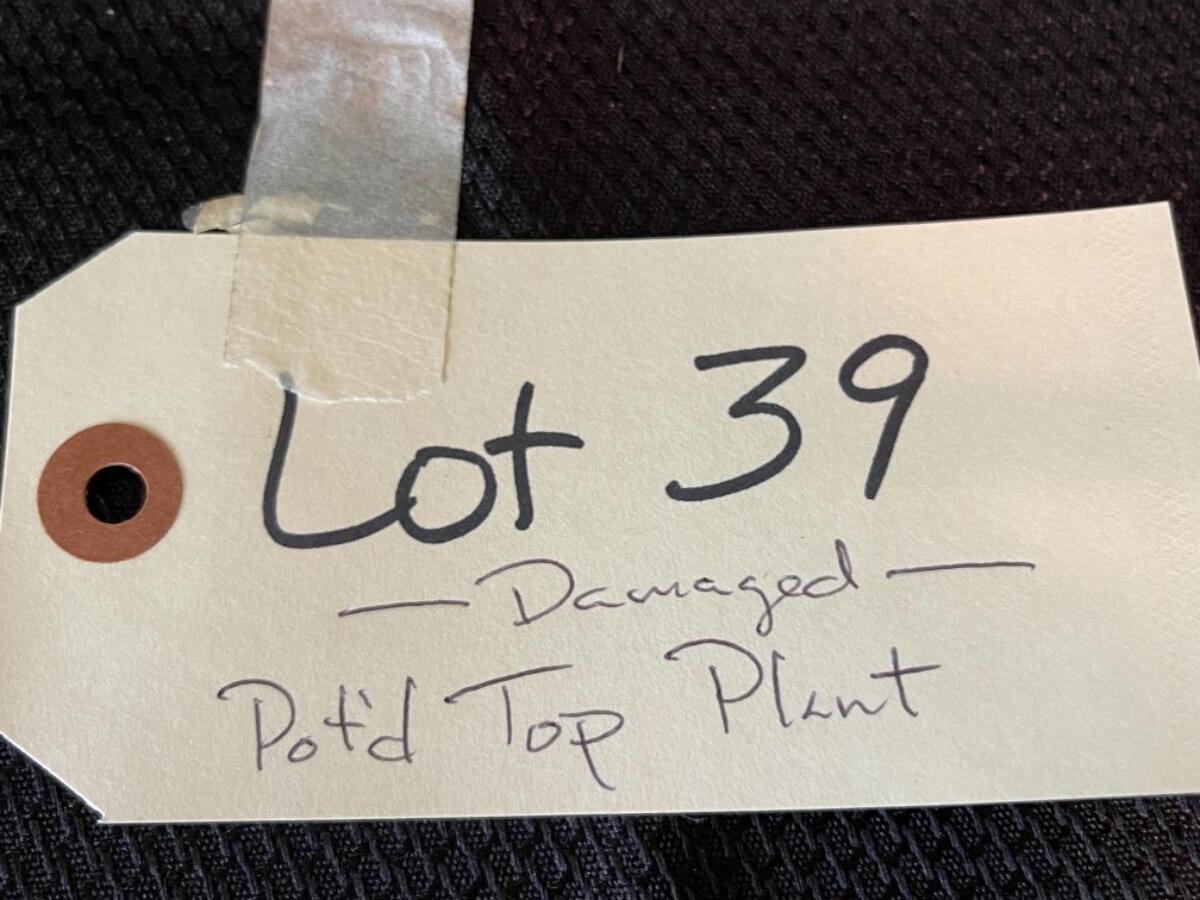 Lot 39
— Damaged —
Pot'd Top Plant